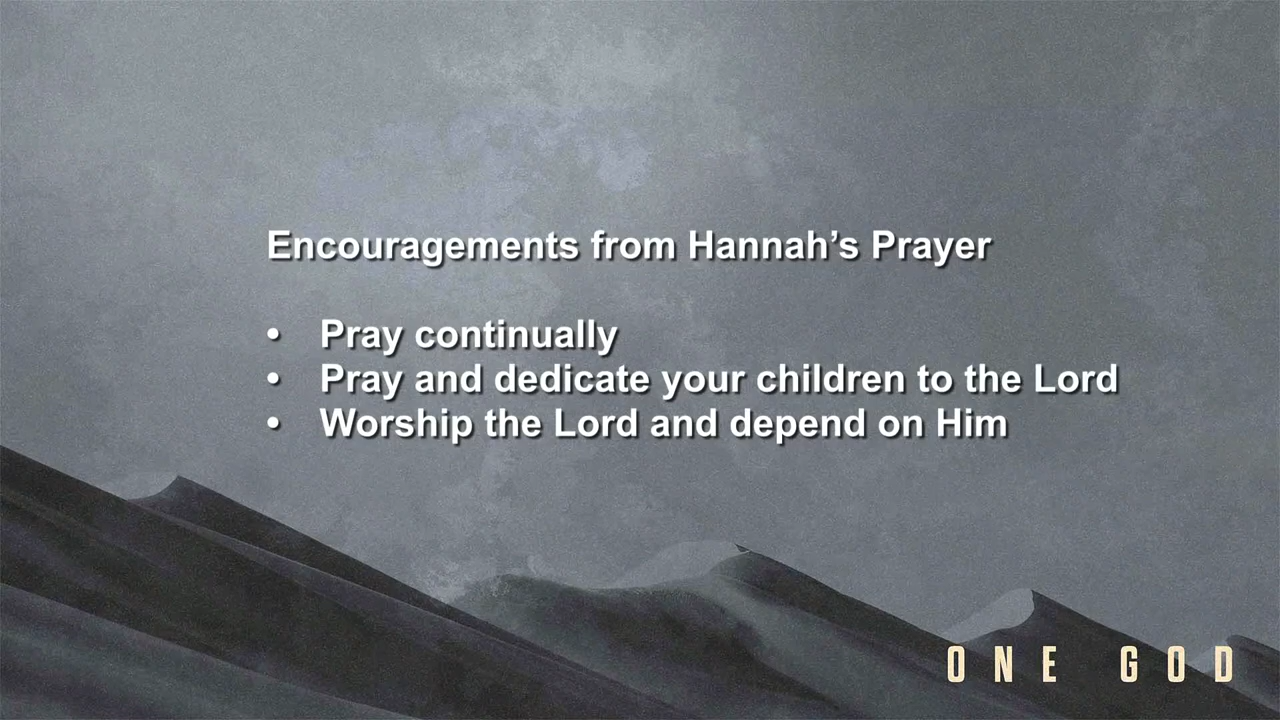 Encouragements from Hannah’s Prayer
• Pray continually
• Pray and dedicate your children to the Lord
• Worship the Lord and depend on Him
ONE GOD